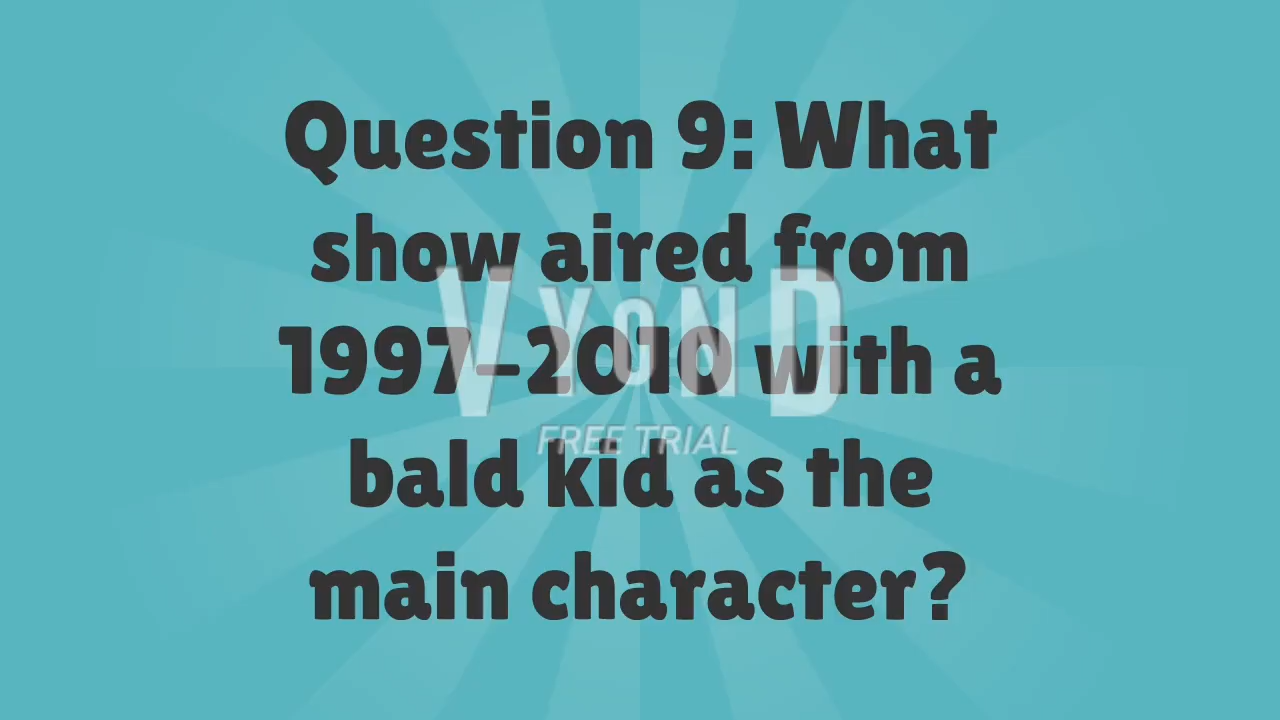 Question 9: What
show aired from
1997–2010 with a
bald kid as the
main character?
VYOND
FREE TRIAL